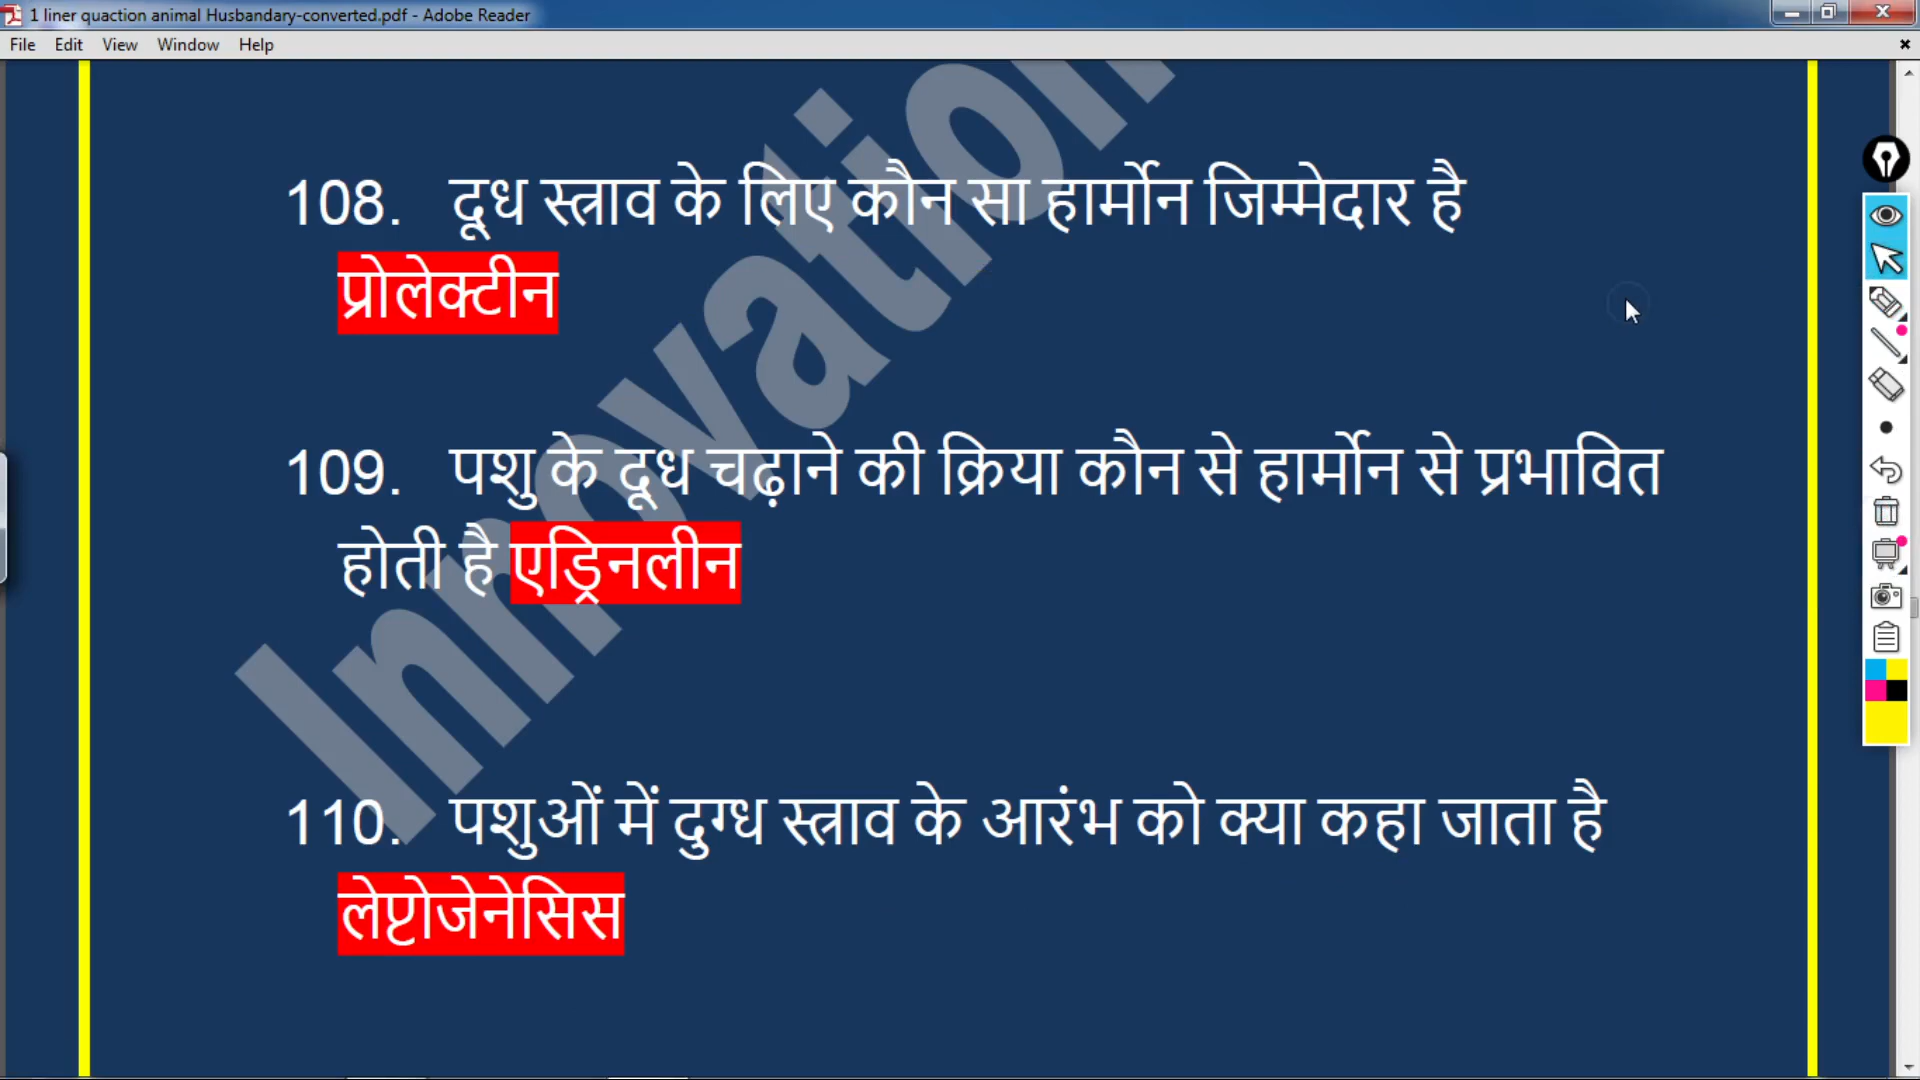 1 liner quaction animal Husbandary-converted.pdf - Adobe Reader
File Edit View Window Help
108. दूध स्त्राव के लिए कौन सा हार्मोन जिम्मेदार है
प्रोलेक्टीन
109. पशु के दूध चढ़ाने की क्रिया कौन से हार्मोन से प्रभावित
होती है एड्रिनलीन
110. पशुओं में दुग्ध स्त्राव के आरंभ को क्या कहा जाता है
लेप्टोजेनेसिस
Innovation